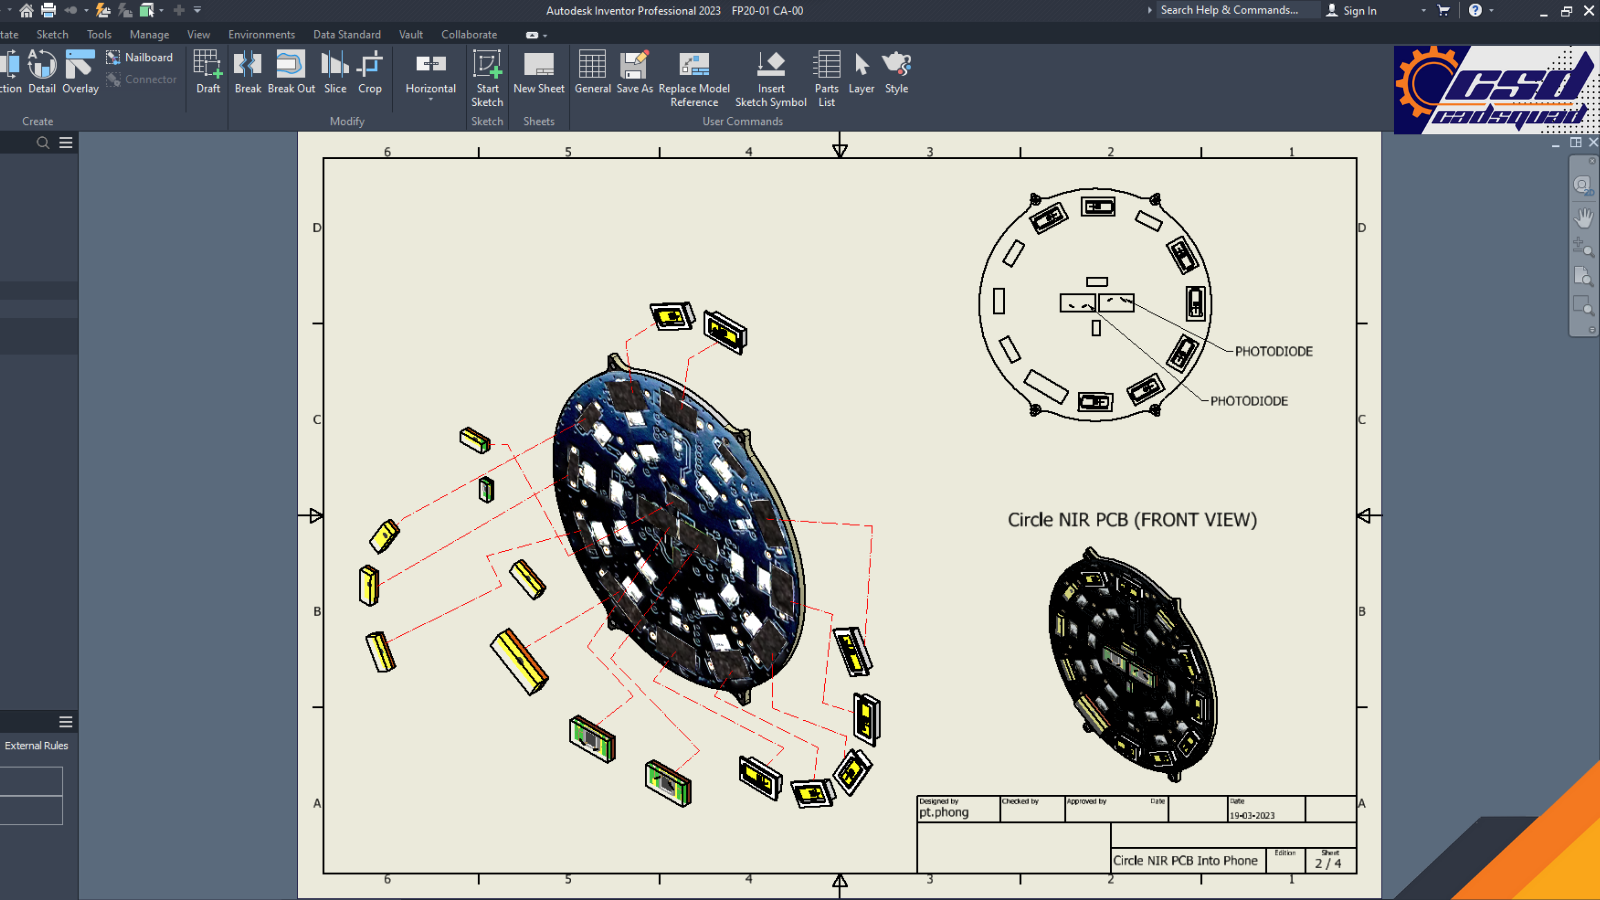 Autodesk Inventor Professional 2023 FP20-01 CA-00
Search Help & Commands...
Sign In
tate Sketch Tools Manage View Environments Data Standard Vault Collaborate
ction Detail Overlay
Nailboard
Connector
Draft
Break Break Out Slice Crop
Horizontal
Start Sketch
New Sheet
General Save As Replace Model Reference
Insert Sketch Symbol
Parts List
Layer Style
Create Modify Sketch Sheets User Commands
CSD
cadsquad
6 5 4 3 2 1
D D
PHOTODIODE
PHOTODIODE
C C
Circle NIR PCB (FRONT VIEW)
B B
External Rules
A A
Designed by Checked by Approved by Date Date
pt.phong 19-03-2023
Circle NIR PCB Into Phone
Edition
Sheet
2 / 4
6 5 4 3 2 1